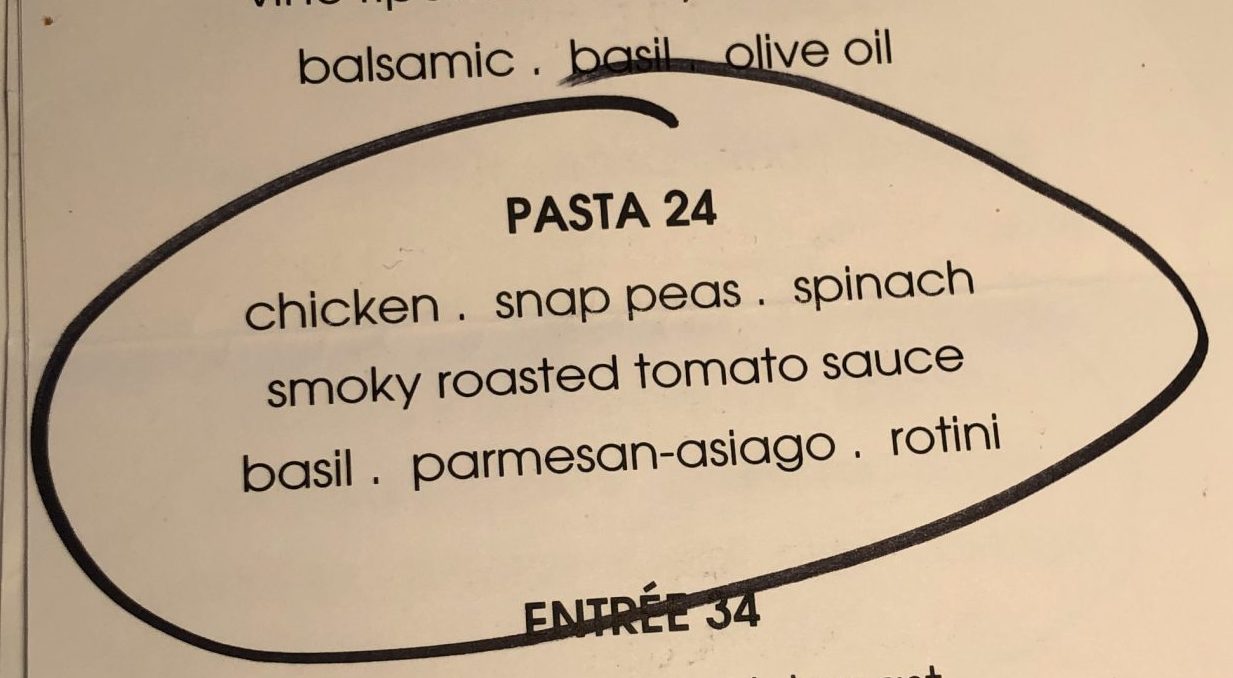 balsamic . basil . olive oil
PASTA 24
chicken . snap peas . spinach
smoky roasted tomato sauce
basil . parmesan-asiago . rotini
ENTRÉE 34